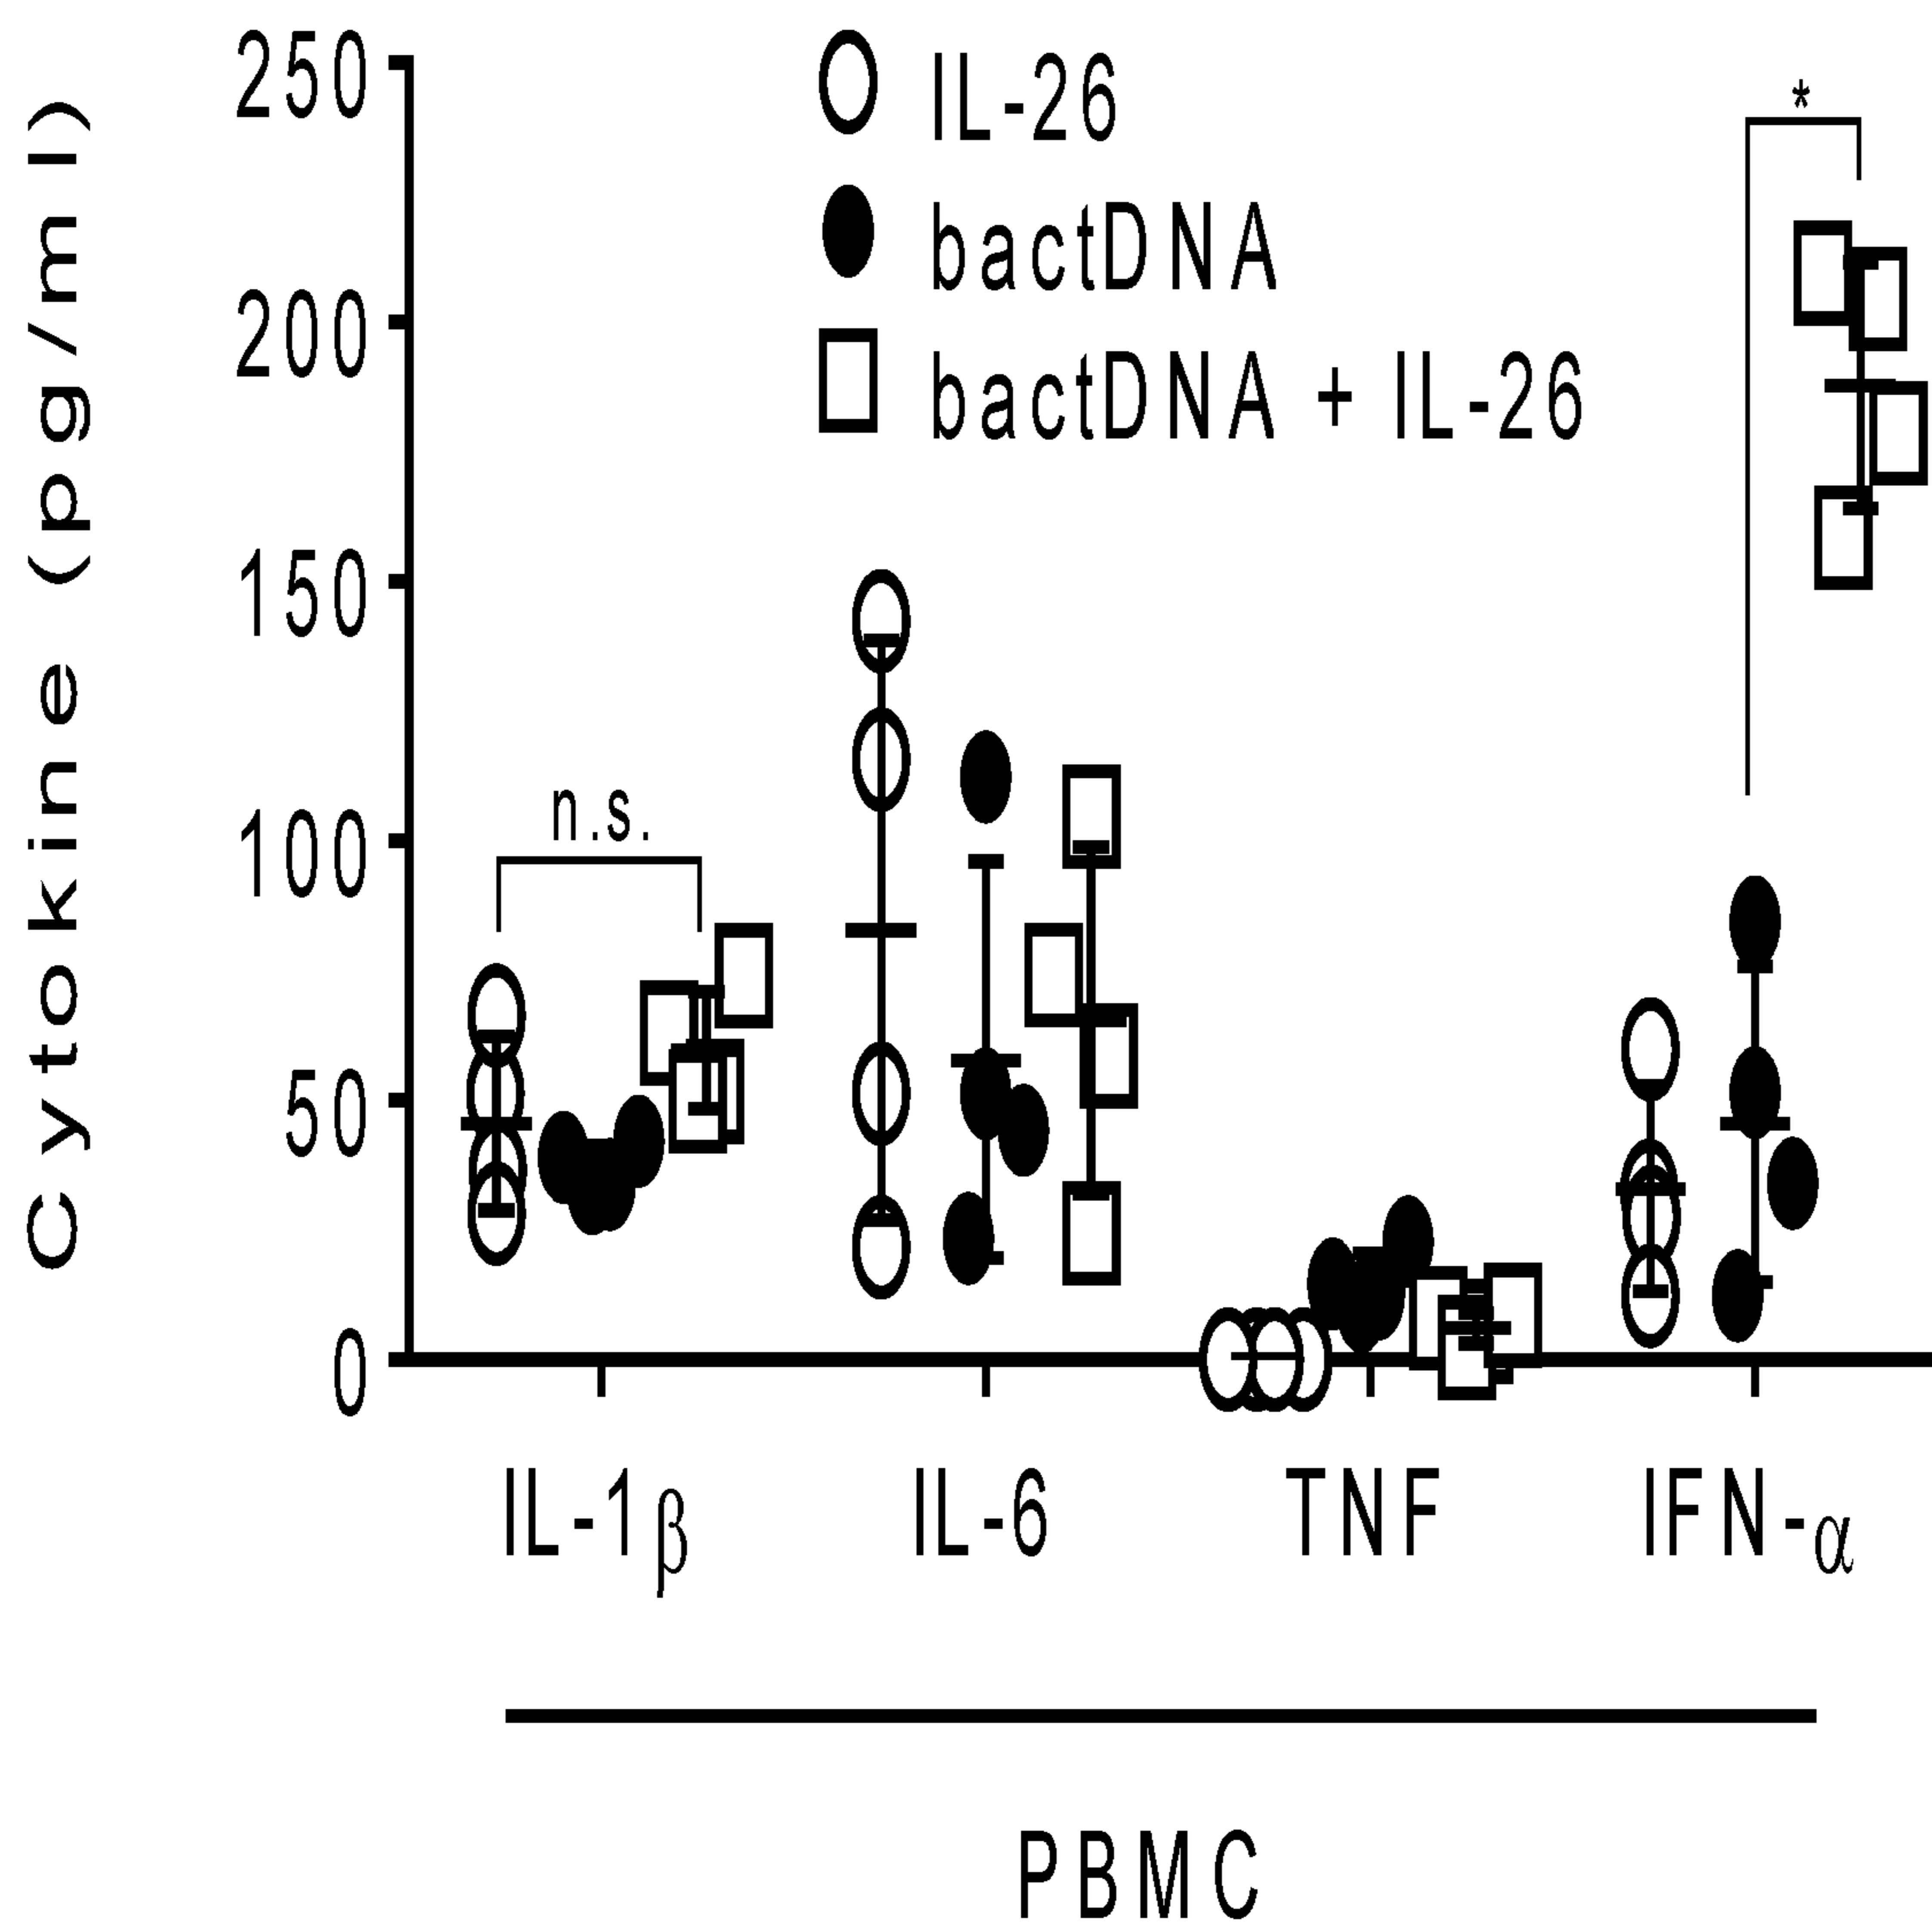 Cytokine (pg/ml)
250
200
150
100
50
0
IL-26
bactDNA
bactDNA + IL-26
n.s.
*
IL-1β
IL-6
TNF
IFN-α
PBMC